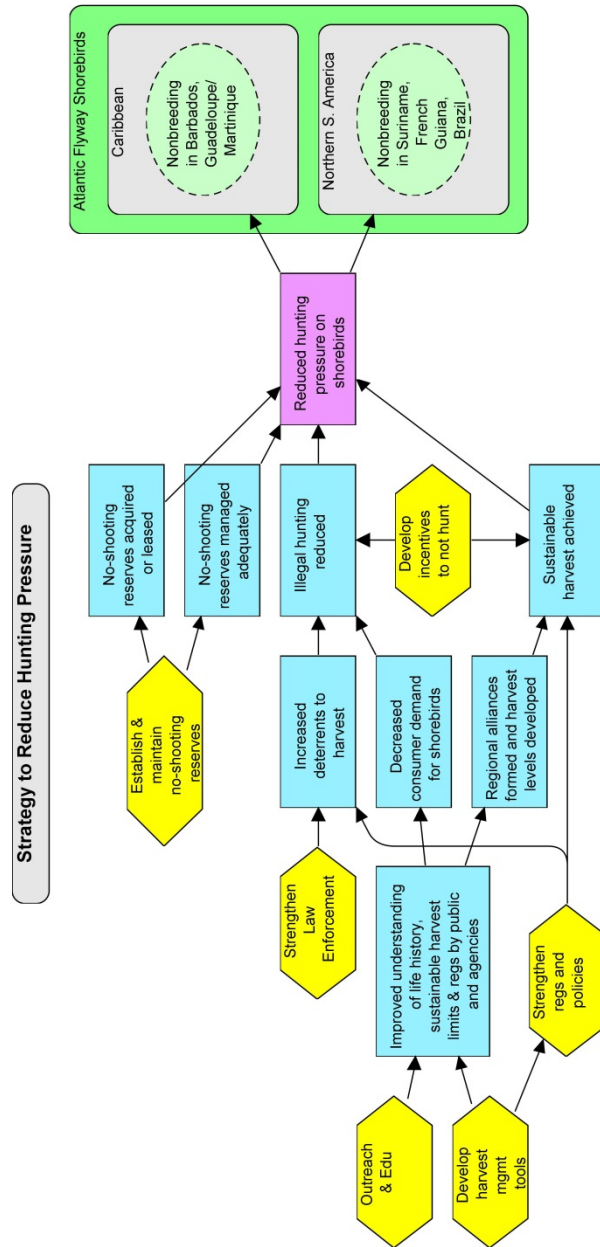 Strategy to Reduce Hunting Pressure
Establish &
maintain
no-shooting
reserves
No-shooting
reserves acquired
or leased
No-shooting
reserves managed
adequately
Strengthen
Law
Enforcement
Increased
deterrents to
harvest
Illegal hunting
reduced
Reduced hunting
pressure on
shorebirds
Outreach
& Edu
Improved understanding
of life history,
sustainable harvest
limits & regs by public
and agencies
Decreased
consumer demand
for shorebirds
Develop
incentives
to not hunt
Develop
harvest
mgmt
tools
Regional alliances
formed and harvest
levels developed
Sustainable
harvest achieved
Strengthen
regs and
policies
Atlantic Flyway Shorebirds
Caribbean
Nonbreeding
in Barbados,
Guadeloupe/
Martinique
Northern S. America
Nonbreeding
in Suriname,
French
Guiana,
Brazil